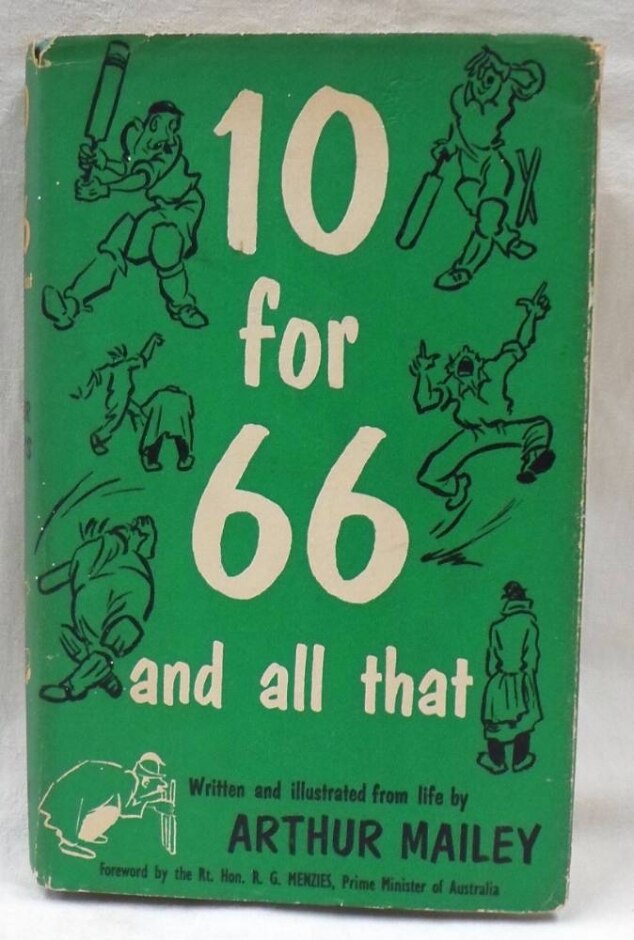 10
for
66
and all that
Written and illustrated from life by
ARTHUR MAILEY
Foreword by the Rt. Hon. R. G. MENZIES, Prime Minister of Australia